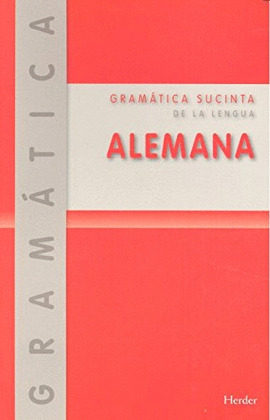 GRAMÁTICA
GRAMÁTICA SUCINTA
DE LA LENGUA
ALEMANA
Herder